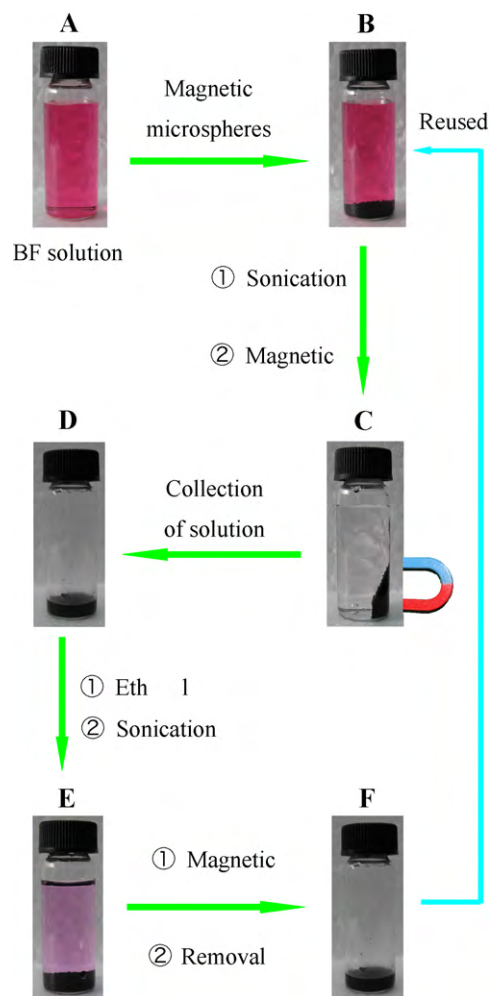 A
B
Magnetic
microspheres
Reused
BF solution
① Sonication
② Magnetic
D
C
Collection
of solution
① Eth l
② Sonication
E
F
① Magnetic
② Removal